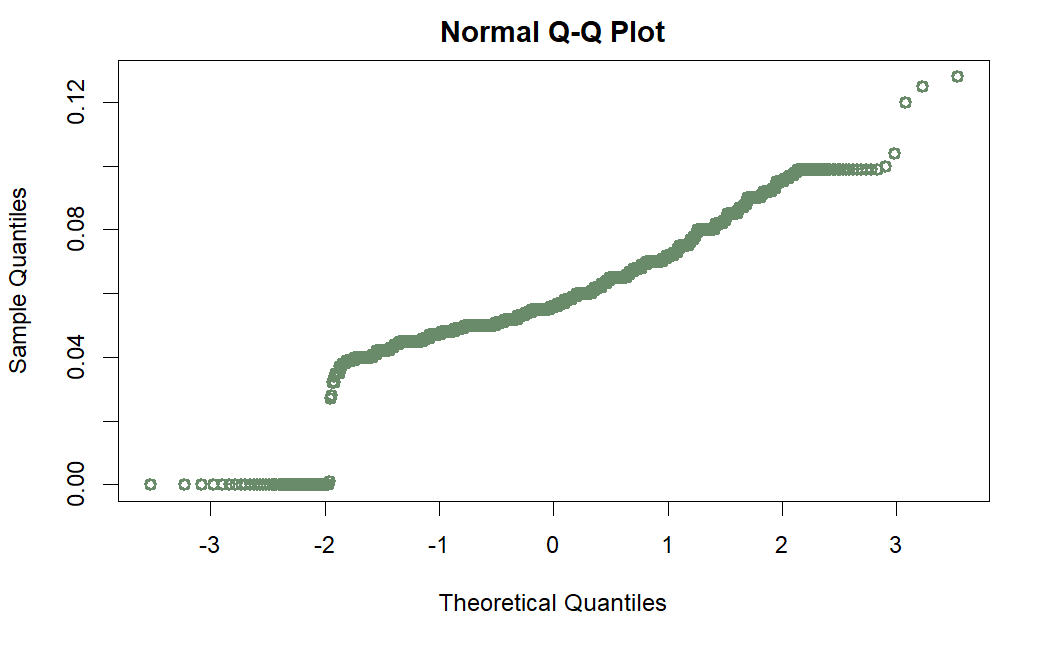 Normal Q-Q Plot
Sample Quantiles
0.12
0.08
0.04
0.00
-3 -2 -1 0 1 2 3
Theoretical Quantiles